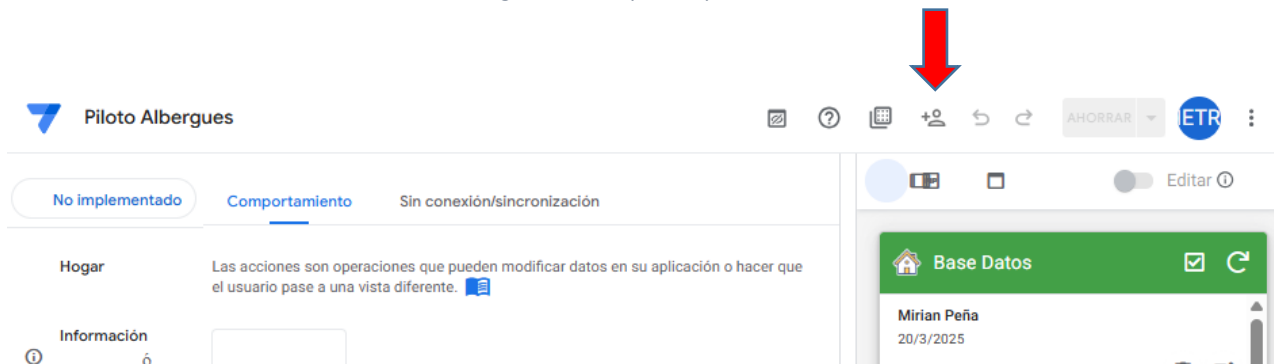 Piloto Albergues
AHORRAR
ETR
No implementado
Comportamiento
Sin conexión/sincronización
Editar
Hogar
Las acciones son operaciones que pueden modificar datos en su aplicación o hacer que
el usuario pase a una vista diferente.
Base Datos
Mirian Peña
20/3/2025
Información
ó